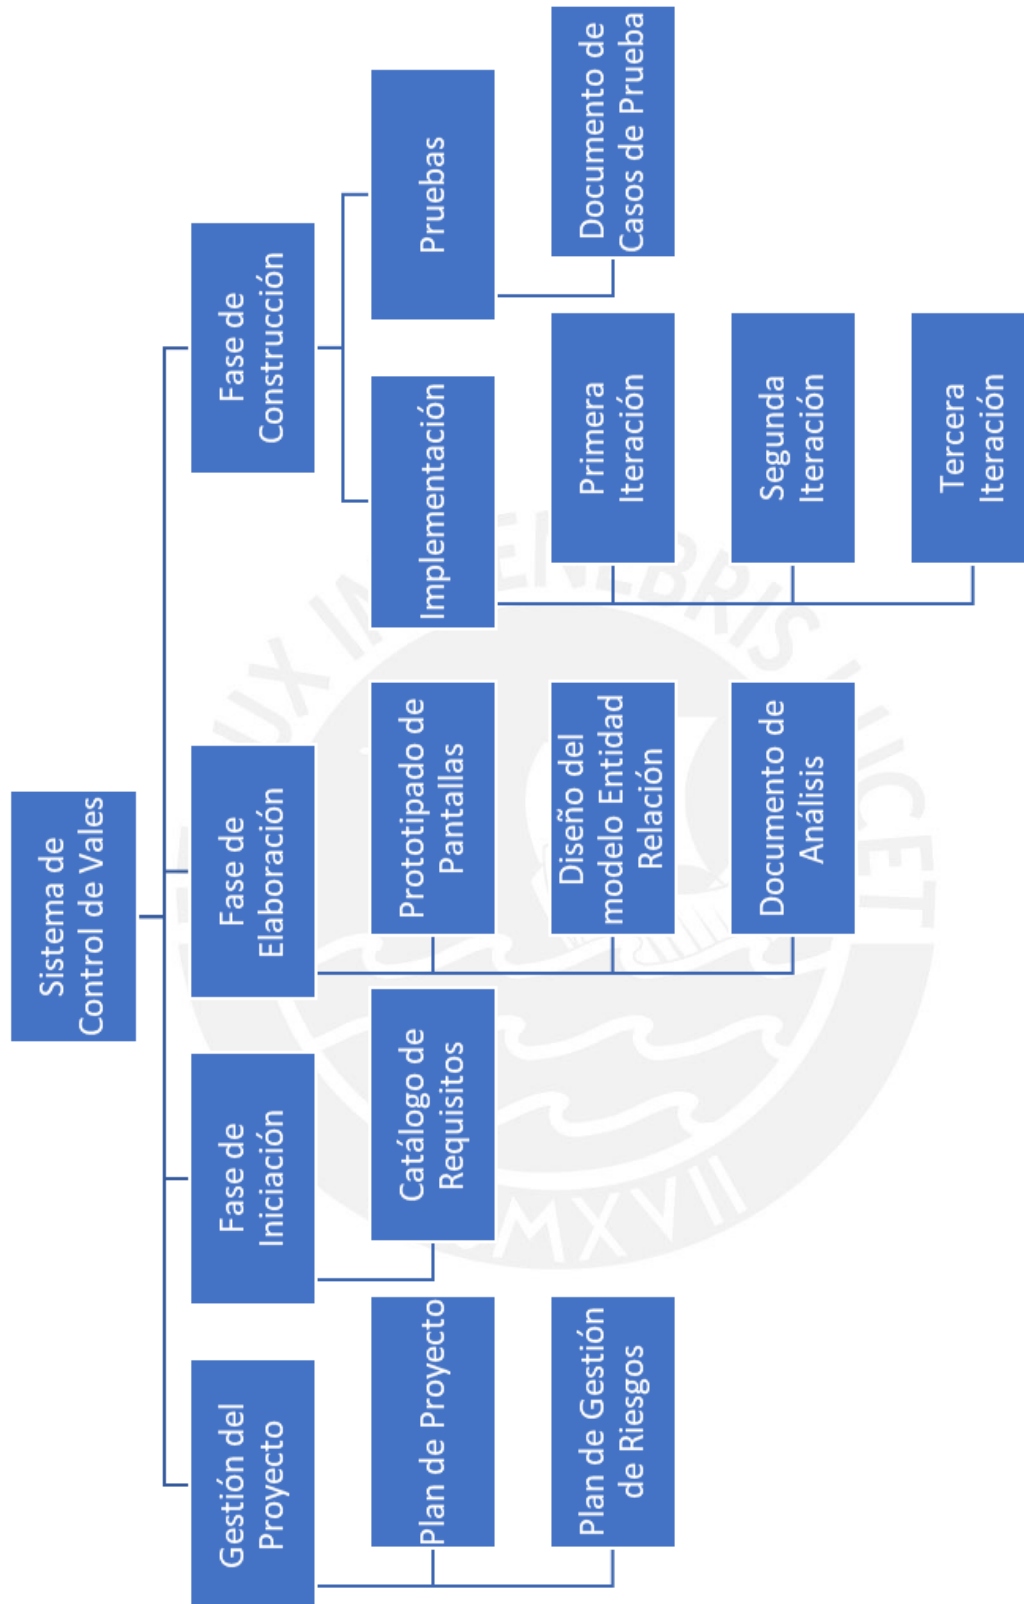 Sistema de
Control de Vales
Gestión del
Proyecto
Plan de Proyecto
Plan de Gestión
de Riesgos
Fase de
Iniciación
Catálogo de
Requisitos
Fase de
Elaboración
Prototipado de
Pantallas
Diseño del
modelo Entidad
Relación
Documento de
Análisis
Fase de
Construcción
Implementación
Primera
Iteración
Segunda
Iteración
Tercera
Iteración
Pruebas
Documento de
Casos de Prueba
MXVII